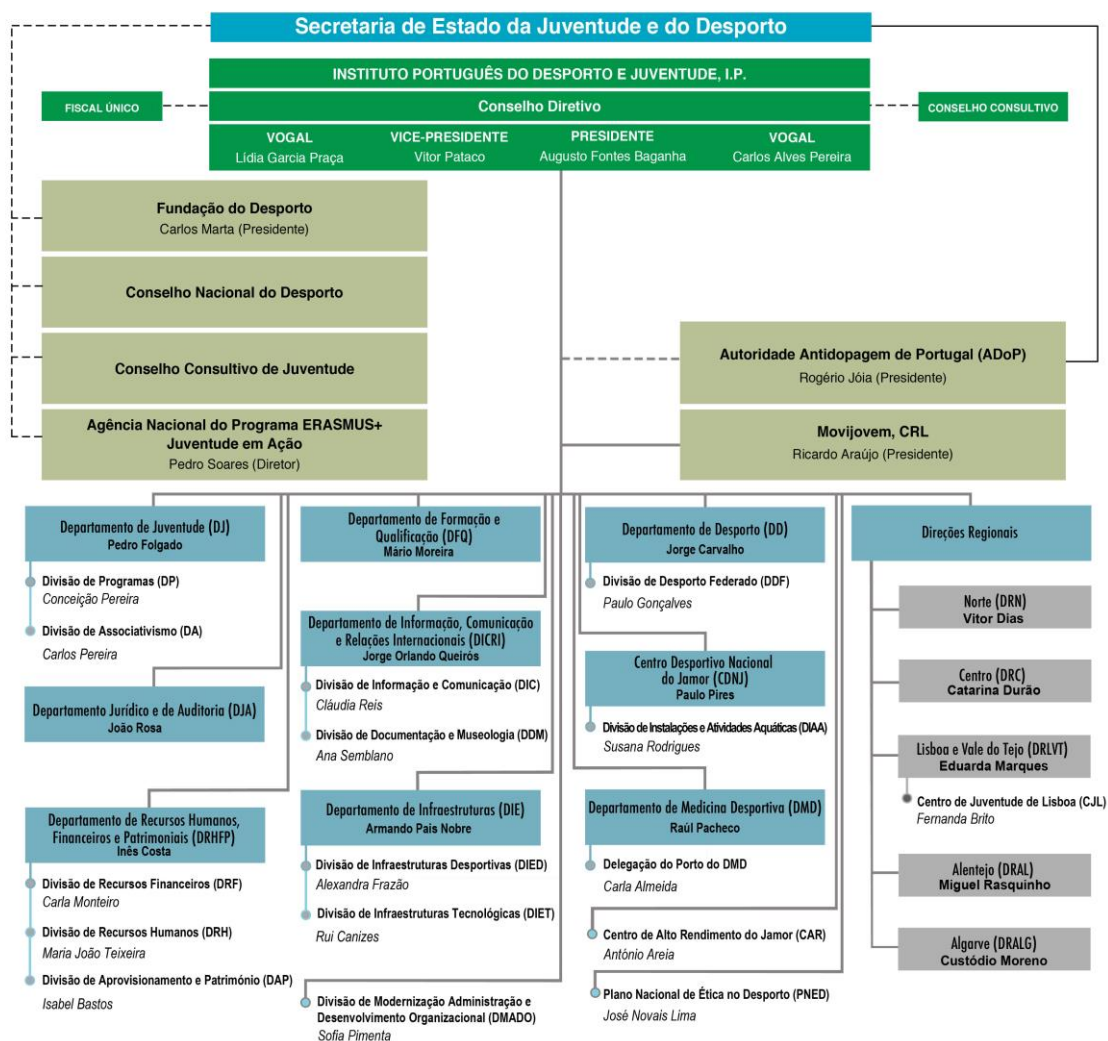 Secretaria de Estado da Juventude e do Desporto
INSTITUTO PORTUGUÊS DO DESPORTO E JUVENTUDE, I.P.
FISCAL ÚNICO
Conselho Diretivo
CONSELHO CONSULTIVO
VOGAL
Lídia Garcia Praça
VICE-PRESIDENTE
Vitor Pataco
PRESIDENTE
Augusto Fontes Baganha
VOGAL
Carlos Alves Pereira
Fundação do Desporto
Carlos Marta (Presidente)
Conselho Nacional do Desporto
Conselho Consultivo de Juventude
Agência Nacional do Programa ERASMUS+
Juventude em Ação
Pedro Soares (Diretor)
Autoridade Antidopagem de Portugal (ADoP)
Rogério Jóia (Presidente)
Movijovem, CRL
Ricardo Araújo (Presidente)
Departamento de Juventude (DJ)
Pedro Folgado
Divisão de Programas (DP)
Conceição Pereira
Divisão de Associativismo (DA)
Carlos Pereira
Departamento Jurídico e de Auditoria (DJA)
João Rosa
Departamento de Recursos Humanos,
Financeiros e Patrimoniais (DRHFP)
Inês Costa
Divisão de Recursos Financeiros (DRF)
Carla Monteiro
Divisão de Recursos Humanos (DRH)
Maria João Teixeira
Divisão de Aprovisionamento e Património (DAP)
Isabel Bastos
Departamento de Formação e
Qualificação (DFQ)
Mário Moreira
Departamento de Informação, Comunicação
e Relações Internacionais (DICRI)
Jorge Orlando Queirós
Divisão de Informação e Comunicação (DIC)
Cláudia Reis
Divisão de Documentação e Museologia (DDM)
Ana Semblano
Departamento de Infraestruturas (DIE)
Armando Pais Nobre
Divisão de Infraestruturas Desportivas (DIED)
Alexandra Frazão
Divisão de Infraestruturas Tecnológicas (DIET)
Rui Canizes
Divisão de Modernização Administração e
Desenvolvimento Organizacional (DMADO)
Sofia Pimenta
Departamento de Desporto (DD)
Jorge Carvalho
Divisão de Desporto Federado (DDF)
Paulo Gonçalves
Centro Desportivo Nacional
do Jamor (CDNJ)
Paulo Pires
Divisão de Instalações e Atividades Aquáticas (DIAA)
Susana Rodrigues
Departamento de Medicina Desportiva (DMD)
Raúl Pacheco
Delegação do Porto do DMD
Carla Almeida
Centro de Alto Rendimento do Jamor (CAR)
António Areia
Plano Nacional de Ética no Desporto (PNED)
José Novais Lima
Direções Regionais
Norte (DRN)
Vitor Dias
Centro (DRC)
Catarina Durão
Lisboa e Vale do Tejo (DRLVT)
Eduarda Marques
Centro de Juventude de Lisboa (CJL)
Fernanda Brito
Alentejo (DRAL)
Miguel Rasquinho
Algarve (DRALG)
Custódio Moreno